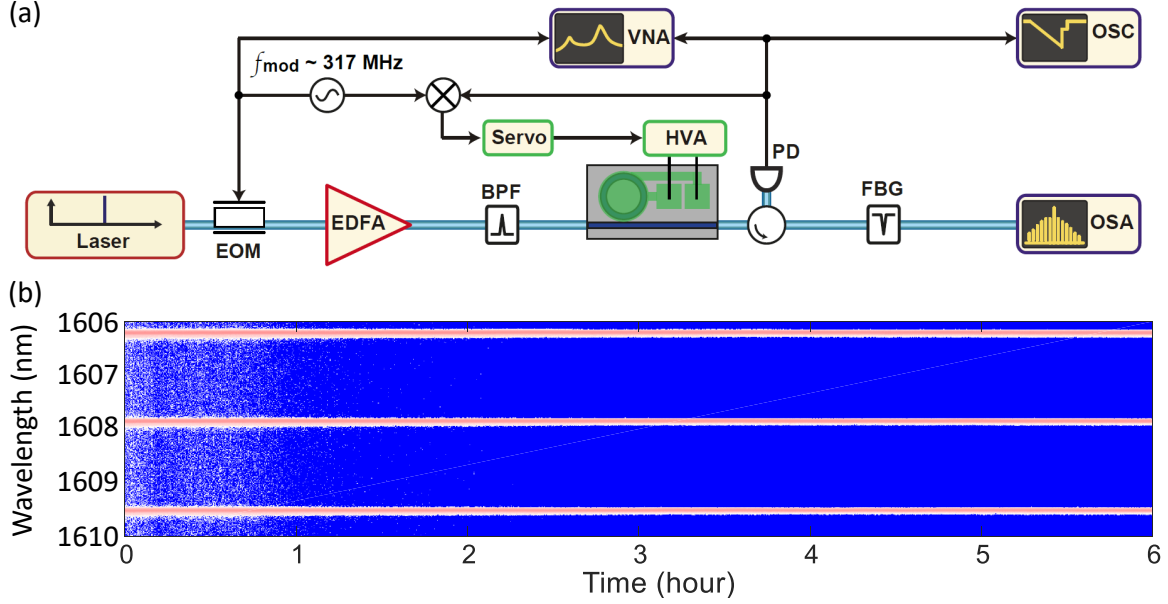 (a)
VNA
OSC
fmod ~ 317 MHz
Servo
HVA
PD
BPF
FBG
Laser
EOM
EDFA
OSA
(b)
Wavelength (nm)
1606
1607
1608
1609
1610
0 1 2 3 4 5 6
Time (hour)